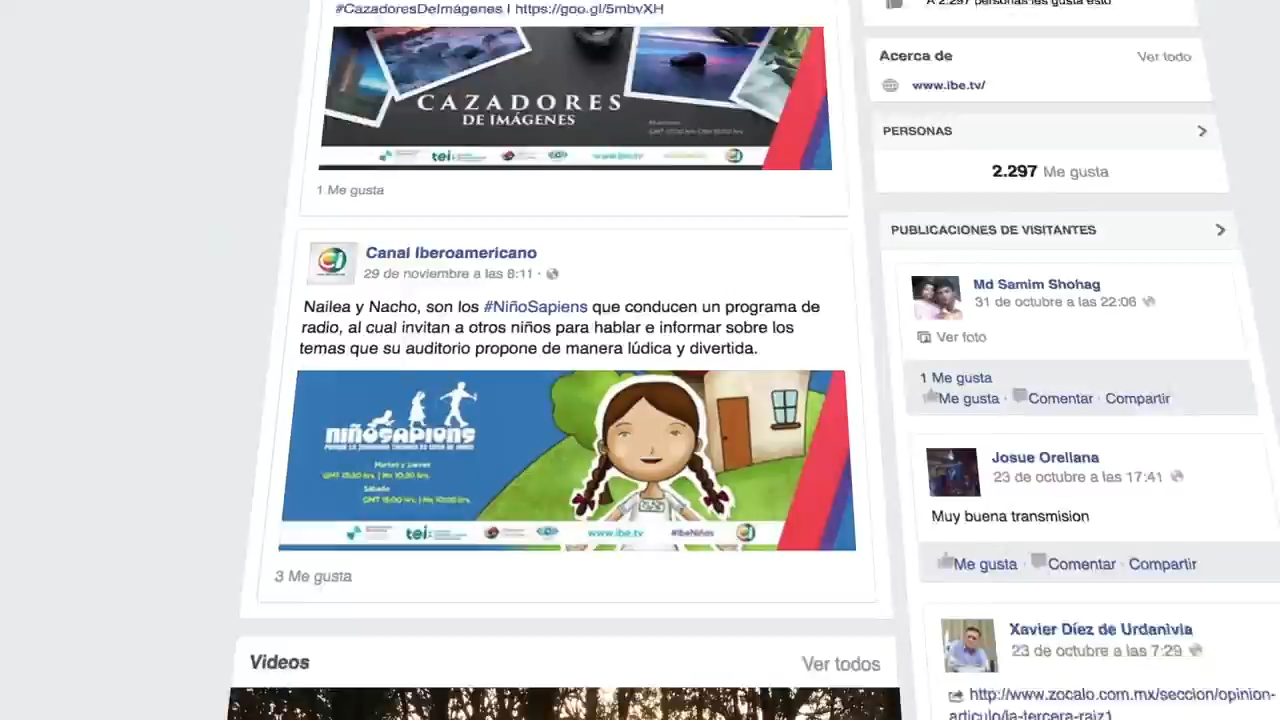 #CazadoresDeImágenes | https://goo.gl/5mbvXH
CAZADORES
DE IMÁGENES
tei
www.ibe.tv
1 Me gusta
Canal Iberoamericano
29 de noviembre a las 8:11 ·
Nailea y Nacho, son los #NiñoSapiens que conducen un programa de
radio, al cual invitan a otros niños para hablar e informar sobre los
temas que su auditorio propone de manera lúdica y divertida.
NIÑOSAPIONS
Martes y jueves
Sábado
tei
www.ibe.tv
#IbeNiños
3 Me gusta
Videos
Ver todos
A 2.297 personas les gusta esto
Acerca de
Ver todo
www.ibe.tv/
PERSONAS
2.297 Me gusta
PUBLICACIONES DE VISITANTES
Md Samim Shohag
31 de octubre a las 22:06
Ver foto
1 Me gusta
Me gusta · Comentar · Compartir
Josue Orellana
23 de octubre a las 17:41
Muy buena transmision
Me gusta · Comentar · Compartir
Xavier Díez de Urdanivia
23 de octubre a las 7:29
http://www.zocalo.com.mx/seccion/opinion-
articulo/la-tercera-raiz1